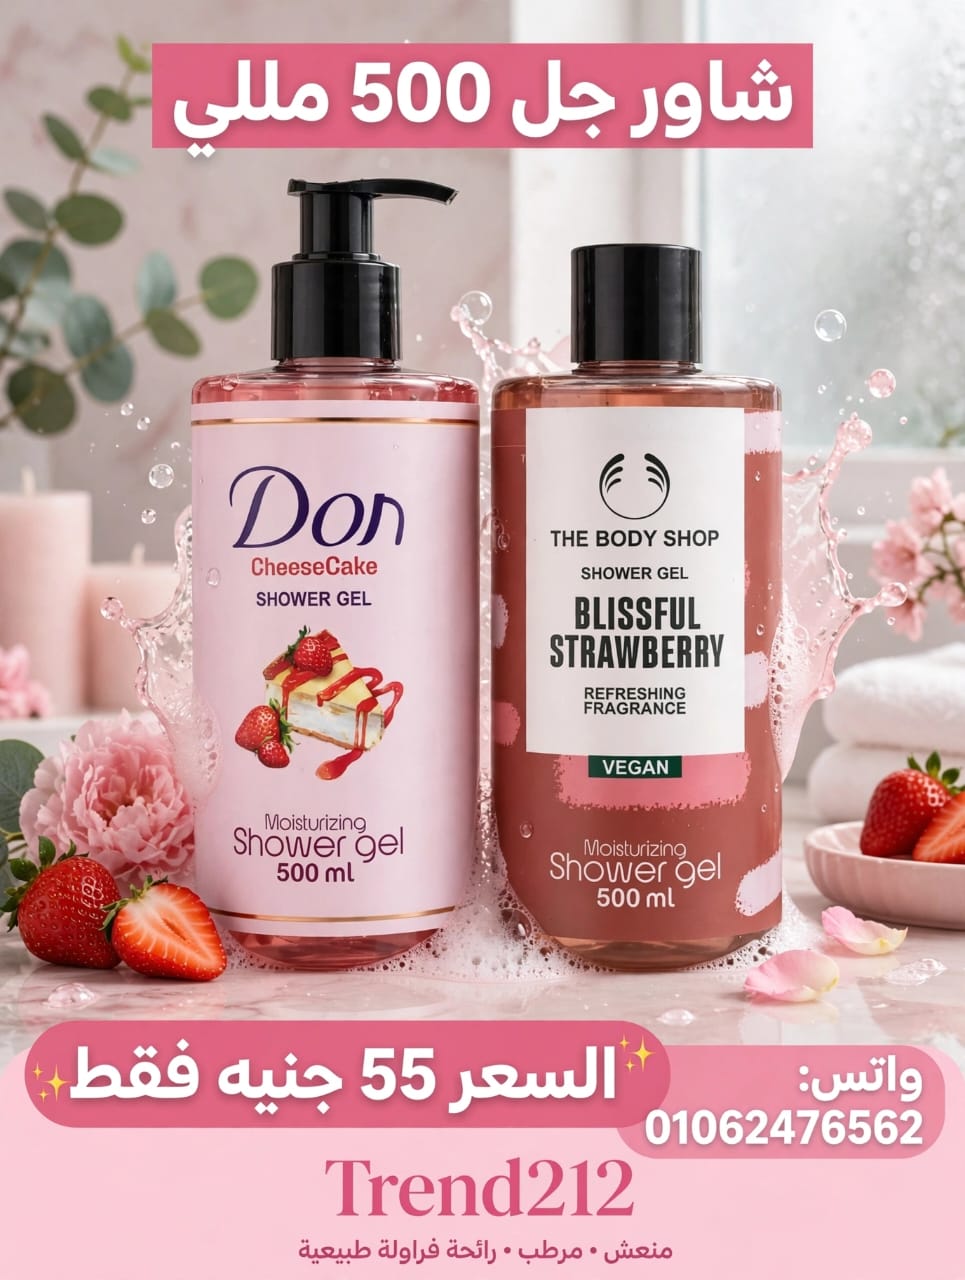 شاور جل 500 مللي
Don
CheeseCake
SHOWER GEL
Moisturizing
Shower gel
500 ml
THE BODY SHOP
SHOWER GEL
BLISSFUL
STRAWBERRY
REFRESHING
FRAGRANCE
VEGAN
Moisturizing
Shower gel
500 ml
السعر 55 جنيه فقط
واتس:
01062476562
Trend212
منعش • مرطب • رائحة فراولة طبيعية